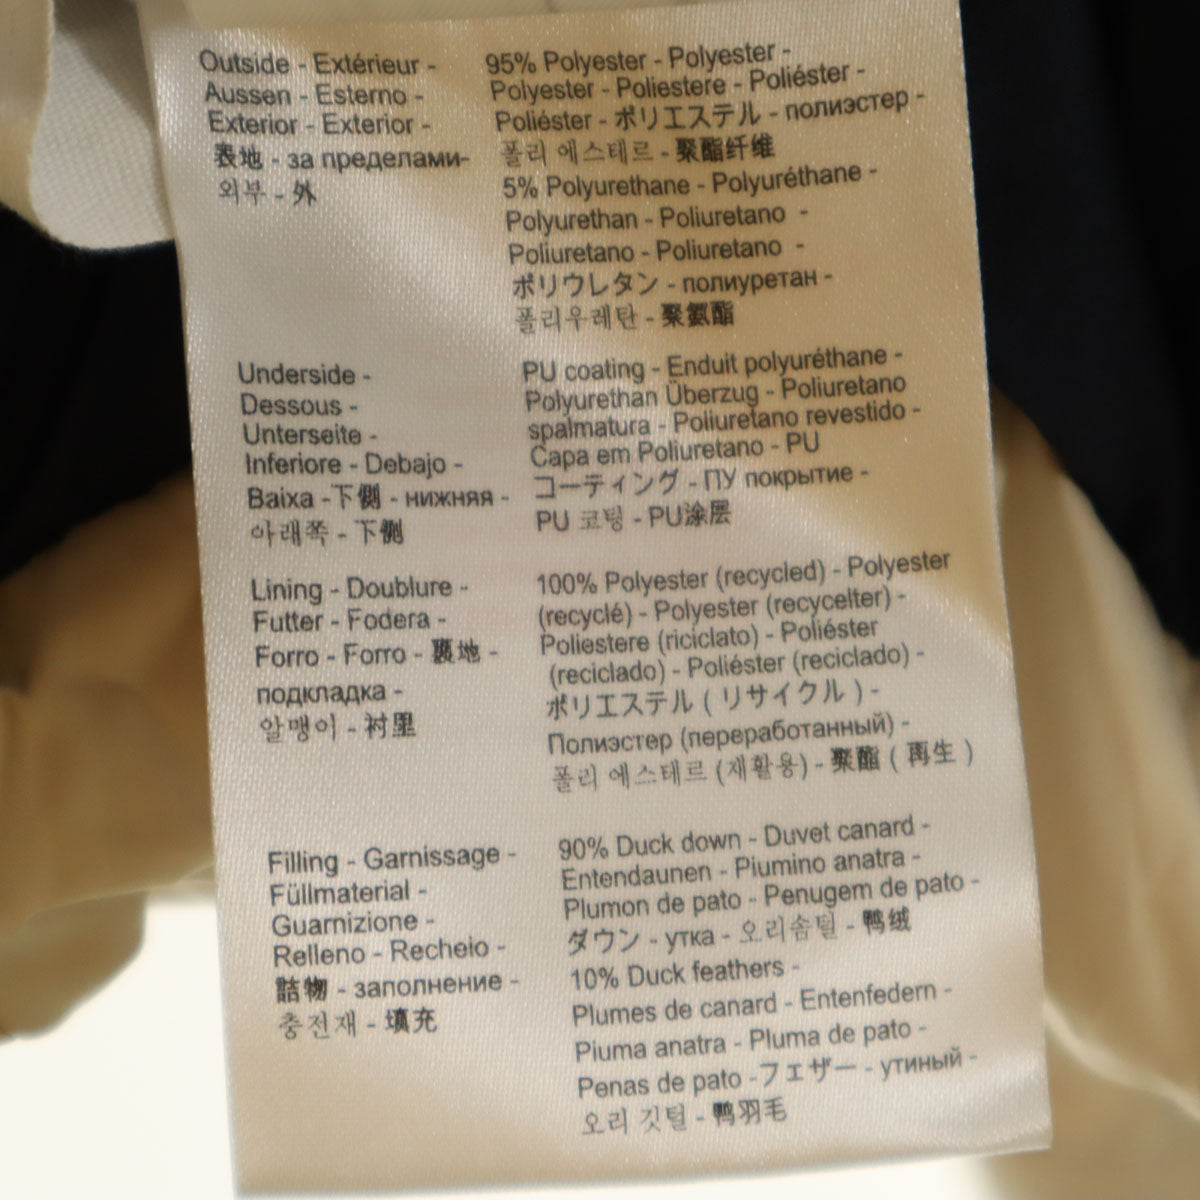 Outside - Extérieur -
Aussen - Esterno -
Exterior - Exterior -
表地 - за пределами-
외부 - 外
95% Polyester - Polyester -
Polyester - Poliestere - Poliéster -
Poliéster - ポリエステル - полиэстер -
폴리 에스테르 - 聚酯纤维
5% Polyurethane - Polyuréthane -
Polyurethan - Poliuretano -
Poliuretano - Poliuretano -
ポリウレタン - полиуретан -
폴리우레탄 - 聚氨酯
Underside -
Dessous -
Unterseite -
Inferiore - Debajo -
Baixa -下側 - нижняя -
아래쪽 - 下侧
PU coating - Enduit polyuréthane -
Polyurethan Überzug - Poliuretano
spalmatura - Poliuretano revestido -
Capa em Poliuretano - PU
コーティング - ПУ покрытие -
PU 코팅 - PU涂层
Lining - Doublure -
Futter - Fodera -
Forro - Forro - 裏地 -
подкладка -
알맹이 - 衬里
100% Polyester (recycled) - Polyester
(recyclé) - Polyester (recycelter) -
Poliestere (riciclato) - Poliéster
(reciclado) - Poliéster (reciclado) -
ポリエステル ( リサイクル ) -
Полиэстер (переработанный) -
폴리 에스테르 (재활용) - 聚酯 ( 再生 )
Filling - Garnissage -
Füllmaterial -
Guarnizione -
Relleno - Recheio -
詰物 - заполнение -
충전재 - 填充
90% Duck down - Duvet canard -
Entendaunen - Piumino anatra -
Plumon de pato - Penugem de pato -
ダウン - утка - 오리솜털 - 鸭绒
10% Duck feathers -
Plumes de canard - Entenfedern -
Piuma anatra - Pluma de pato -
Penas de pato -フェザー - утиный -
오리 깃털 - 鸭羽毛